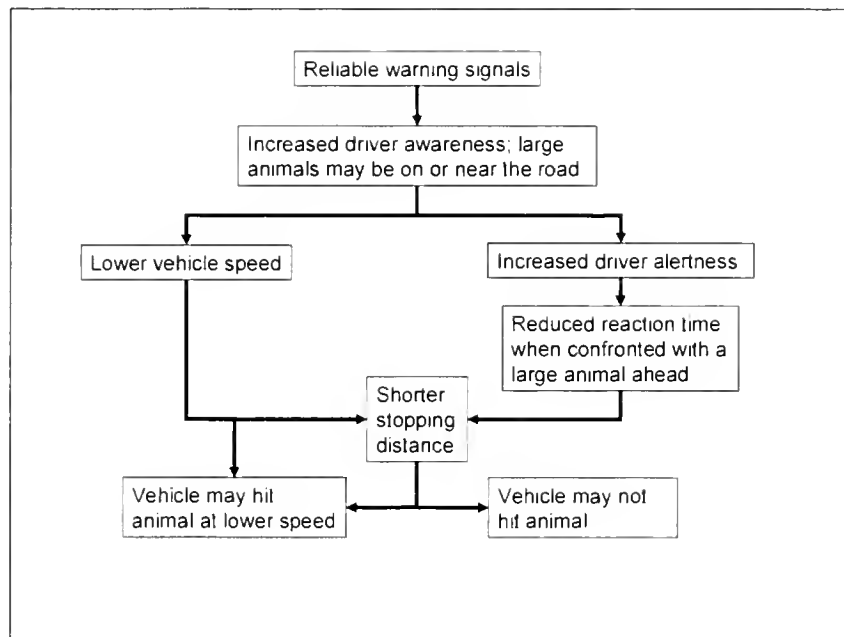 Reliable warning signals
Increased driver awareness; large
animals may be on or near the road
Lower vehicle speed
Increased driver alertness
Reduced reaction time
when confronted with a
large animal ahead
Shorter
stopping
distance
Vehicle may hit
animal at lower speed
Vehicle may not
hit animal